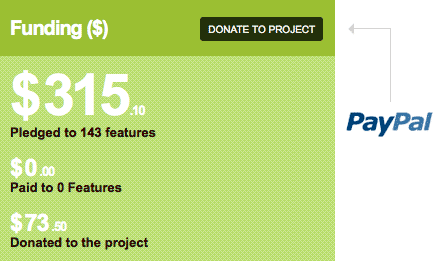 Funding ($)
DONATE TO PROJECT
$315.10
Pledged to 143 features
PayPal
$0.00
Paid to 0 Features
$73.50
Donated to the project